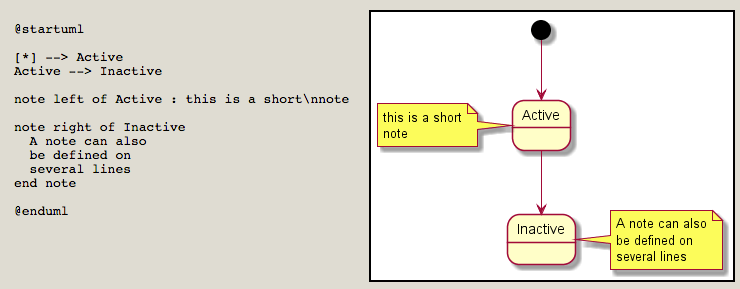 @startuml
[*] --> Active
Active --> Inactive
note left of Active : this is a short\nnote
note right of Inactive
A note can also
be defined on
several lines
end note
@enduml
Active
this is a short
note
Inactive
A note can also
be defined on
several lines